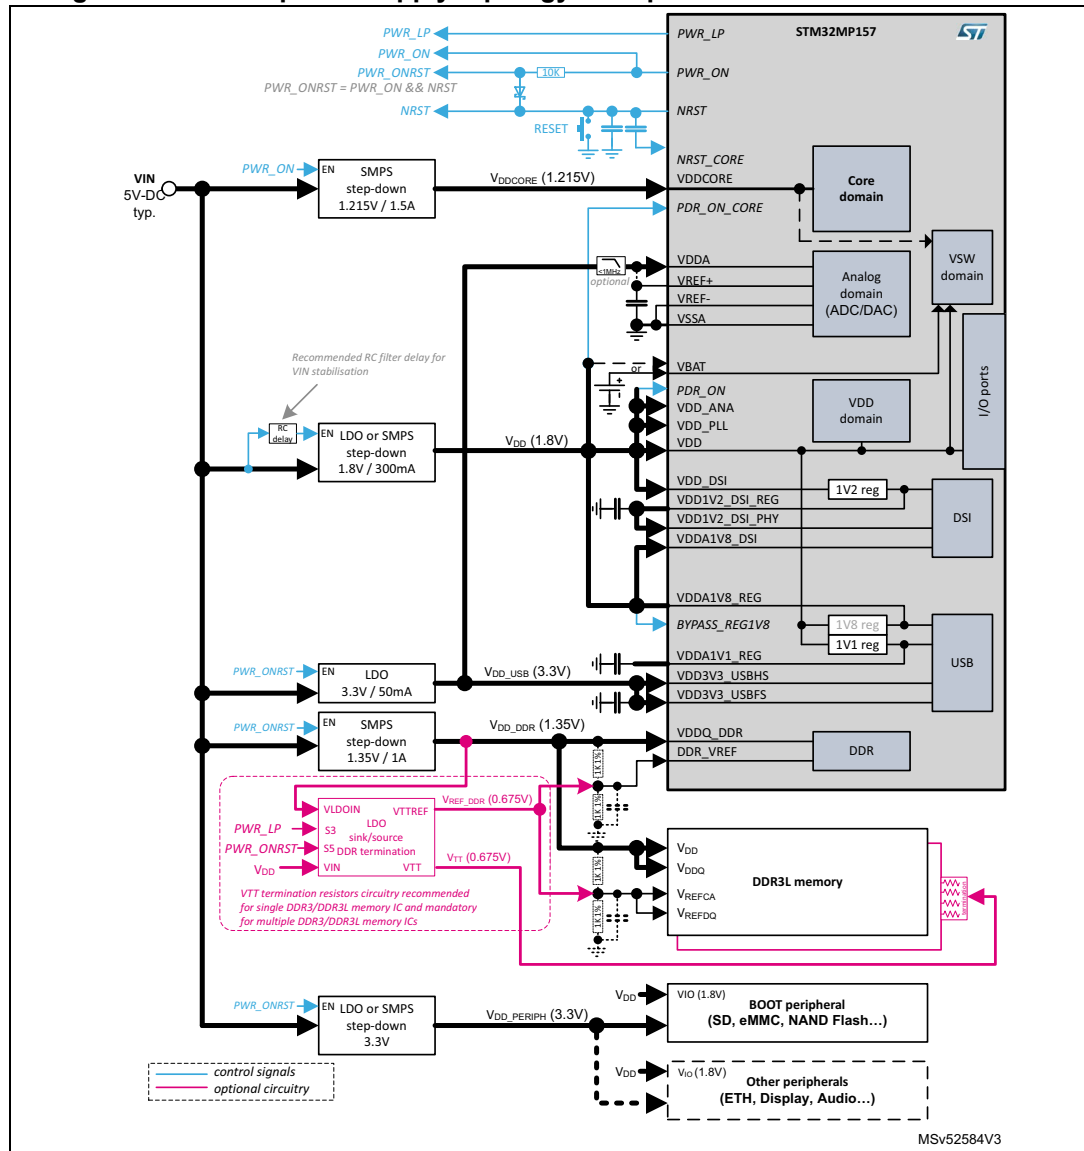 PWR_LP
PWR_LP
STM32MP157
PWR_ON
PWR_ONRST
10K
PWR_ON
PWR_ONRST = PWR_ON && NRST
NRST
NRST
RESET
NRST_CORE
VIN
5V-DC
typ.
PWR_ON
EN
SMPS
step-down
1.215V / 1.5A
VDDCORE (1.215V)
VDDCORE
Core
domain
PDR_ON_CORE
VSW
domain
<1MHz
optional
VDDA
VREF+
VREF-
VSSA
Analog
domain
(ADC/DAC)
I/O ports
Recommended RC filter delay for
VIN stabilisation
or
VBAT
PDR_ON
VDD_ANA
VDD_PLL
VDD
VDD
domain
RC
delay
EN
LDO or SMPS
step-down
1.8V / 300mA
VDD (1.8V)
VDD_DSI
1V2 reg
VDD1V2_DSI_REG
VDD1V2_DSI_PHY
VDDA1V8_DSI
DSI
VDDA1V8_REG
BYPASS_REG1V8
1V8 reg
1V1 reg
VDDA1V1_REG
VDD3V3_USBHS
VDD3V3_USBFS
USB
PWR_ONRST
EN
LDO
3.3V / 50mA
VDD_USB (3.3V)
PWR_ONRST
EN
SMPS
step-down
1.35V / 1A
VDD_DDR (1.35V)
VDDQ_DDR
DDR_VREF
DDR
1K 1%
1K 1%
VLDOIN
VTTREF
VREF_DDR (0.675V)
PWR_LP
S3
LDO
sink/source
PWR_ONRST
S5
DDR termination
VDD
VIN
VTT
VTT (0.675V)
VTT termination resistors circuitry recommended
for single DDR3/DDR3L memory IC and mandatory
for multiple DDR3/DDR3L memory ICs
1K 1%
1K 1%
VDD
VDDQ
VREFCA
VREFDQ
DDR3L memory
termination
PWR_ONRST
EN
LDO or SMPS
step-down
3.3V
VDD_PERIPH (3.3V)
VDD
VIO (1.8V)
BOOT peripheral
(SD, eMMC, NAND Flash...)
VDD
VIO (1.8V)
Other peripherals
(ETH, Display, Audio...)
control signals
optional circuitry
MSv52584V3